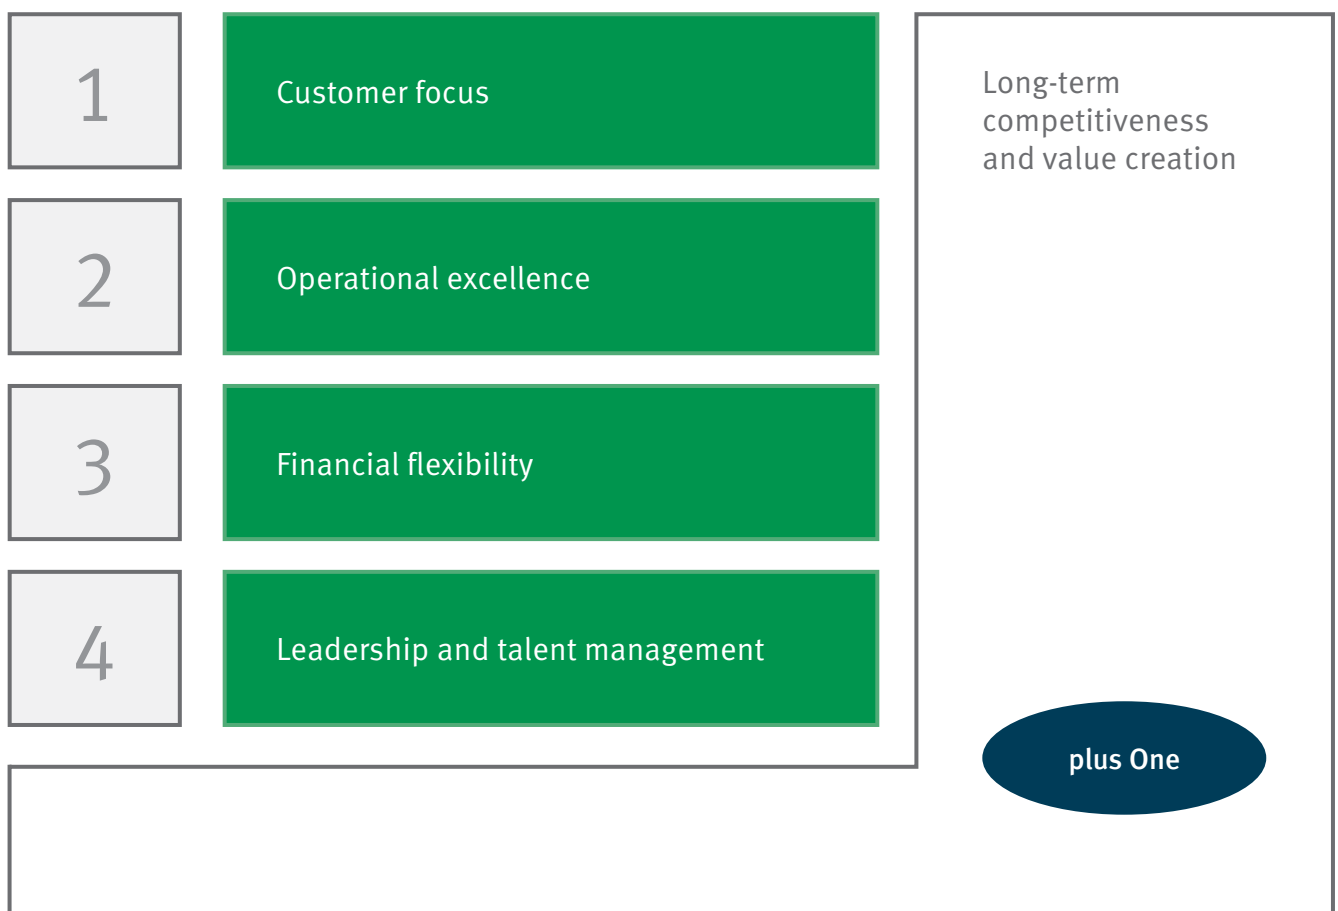 1
Customer focus
2
Operational excellence
3
Financial flexibility
4
Leadership and talent management
Long-term
competitiveness
and value creation
plus One